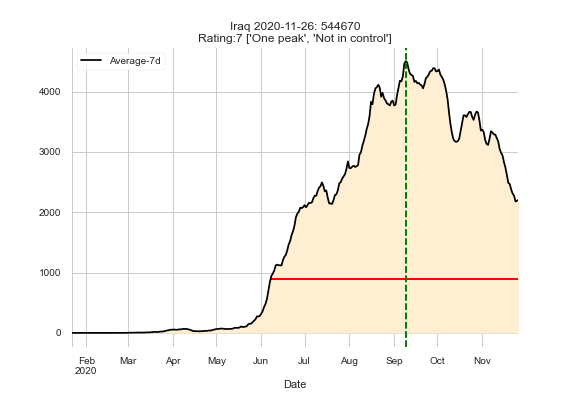 Iraq 2020-11-26: 544670
Rating:7 ['One peak', 'Not in control']
Average-7d
4000
3000
2000
1000
0
Feb Mar Apr May Jun Jul Aug Sep Oct Nov
2020
Date